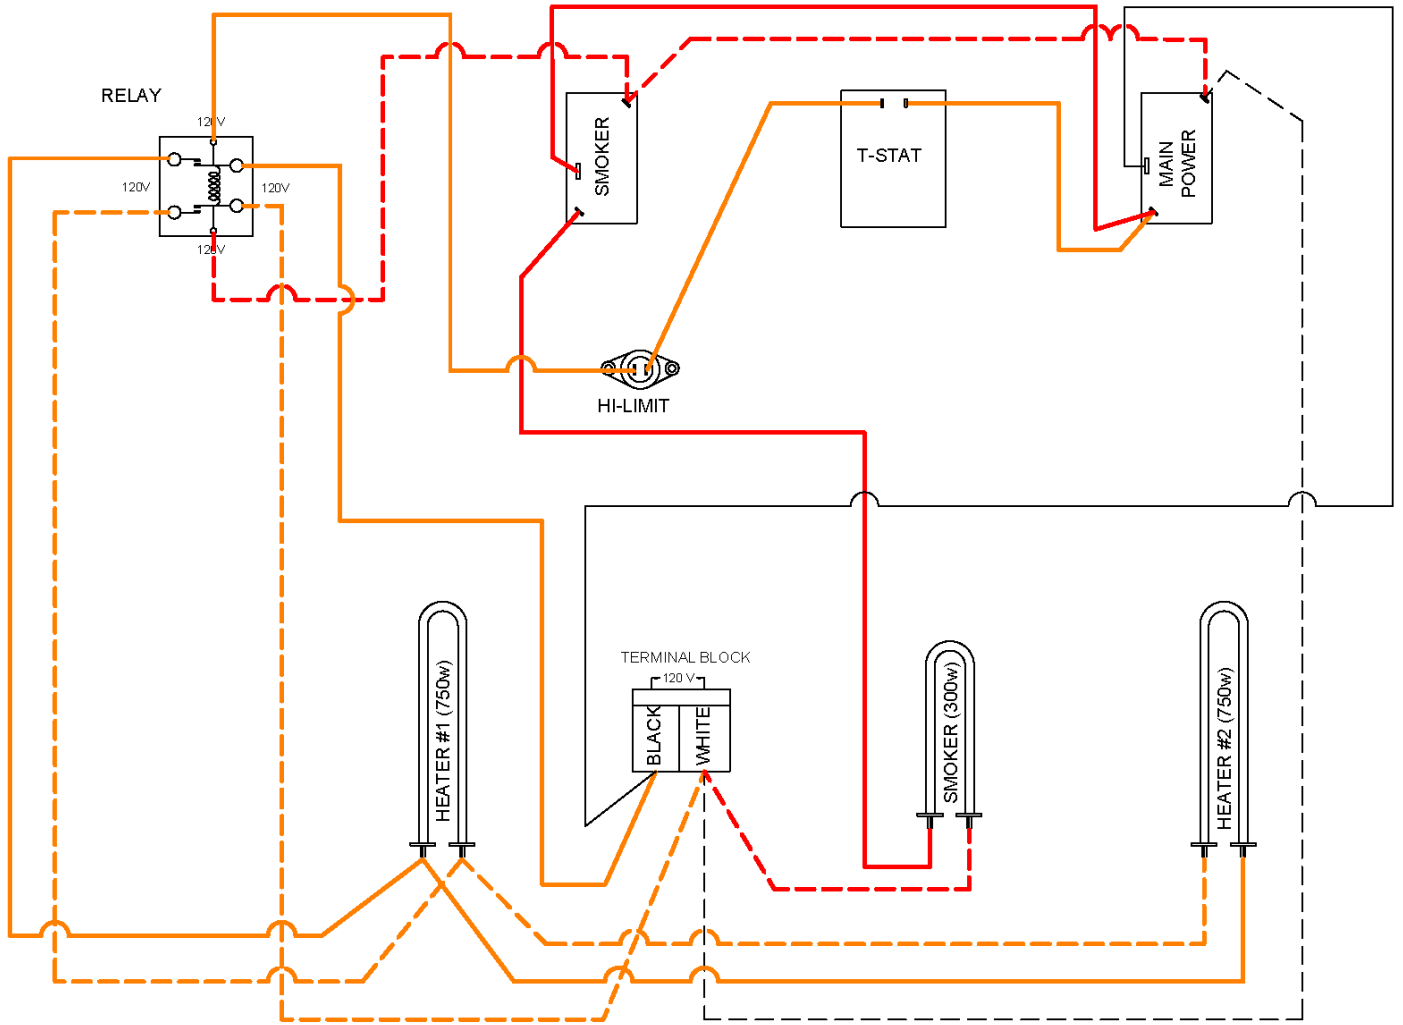 RELAY
120V
120V
120V
120V
SMOKER
T-STAT
MAIN
POWER
HI-LIMIT
HEATER #1 (750w)
TERMINAL BLOCK
120 V
BLACK
WHITE
SMOKER (300w)
HEATER #2 (750w)